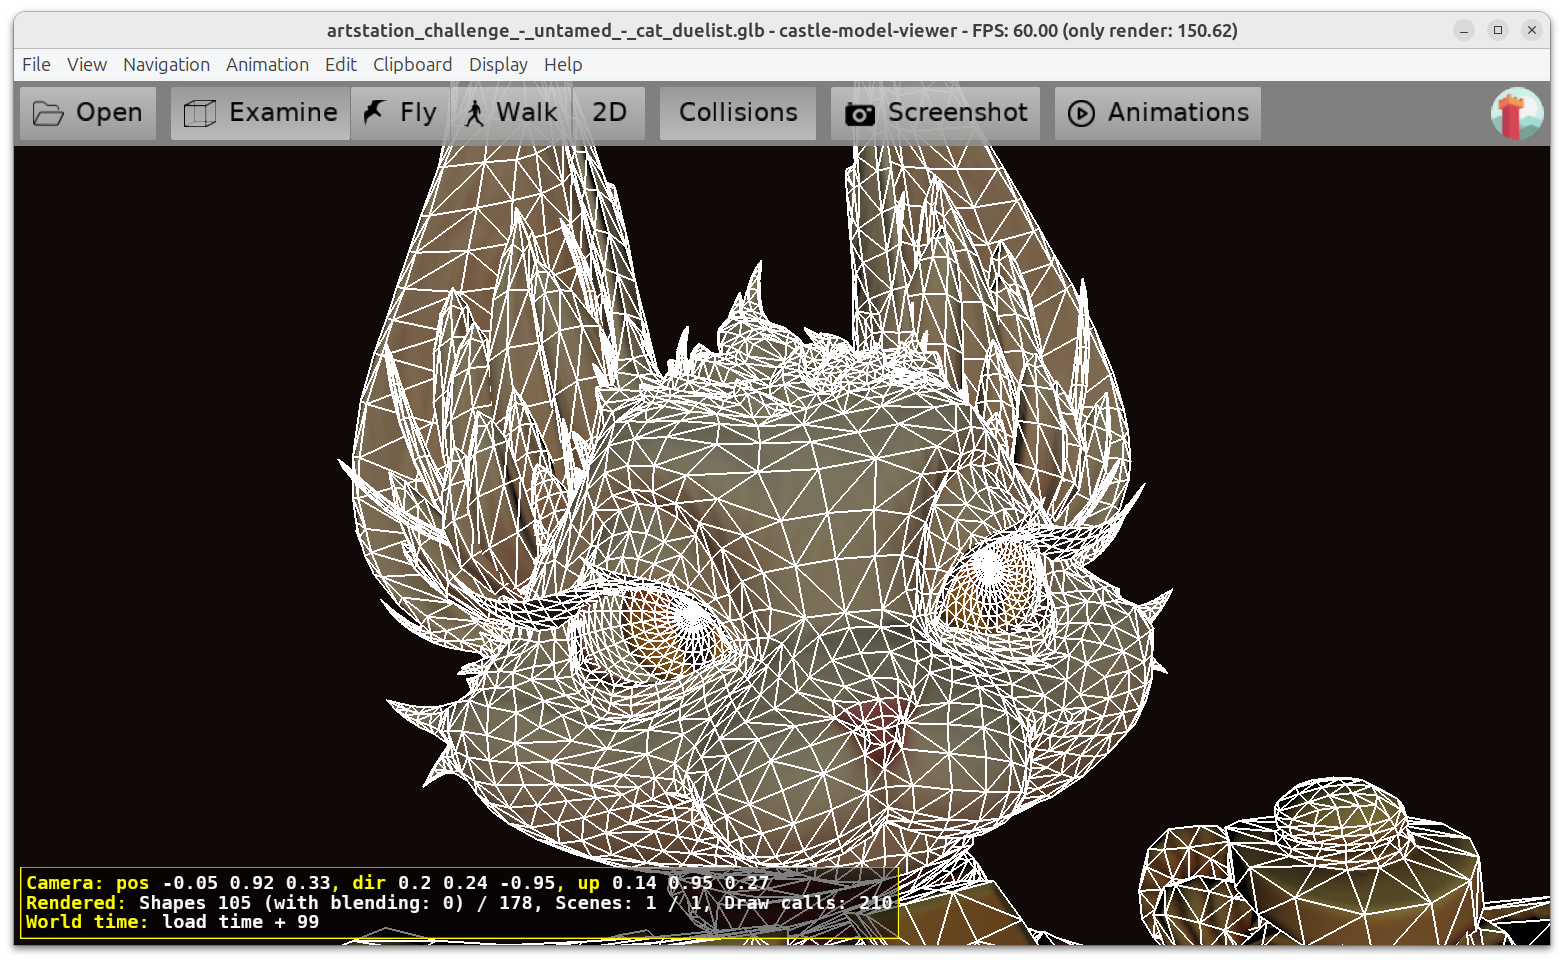 artstation_challenge_-_untamed_-_cat_duelist.glb - castle-model-viewer - FPS: 60.00 (only render: 150.62)
File View Navigation Animation Edit Clipboard Display Help
Open Examine Fly Walk 2D Collisions Screenshot Animations
Camera: pos -0.05 0.92 0.33, dir 0.2 0.24 -0.95, up 0.14 0.95 0.27
Rendered: Shapes 105 (with blending: 0) / 178, Scenes: 1 / 1, Draw calls: 210
World time: load time + 99